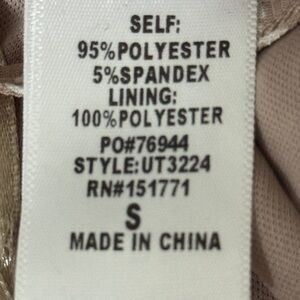 SELF:
95%POLYESTER
5%SPANDEX
LINING:
100%POLYESTER
PO#76944
STYLE:UT3224
RN#151771
S
MADE IN CHINA